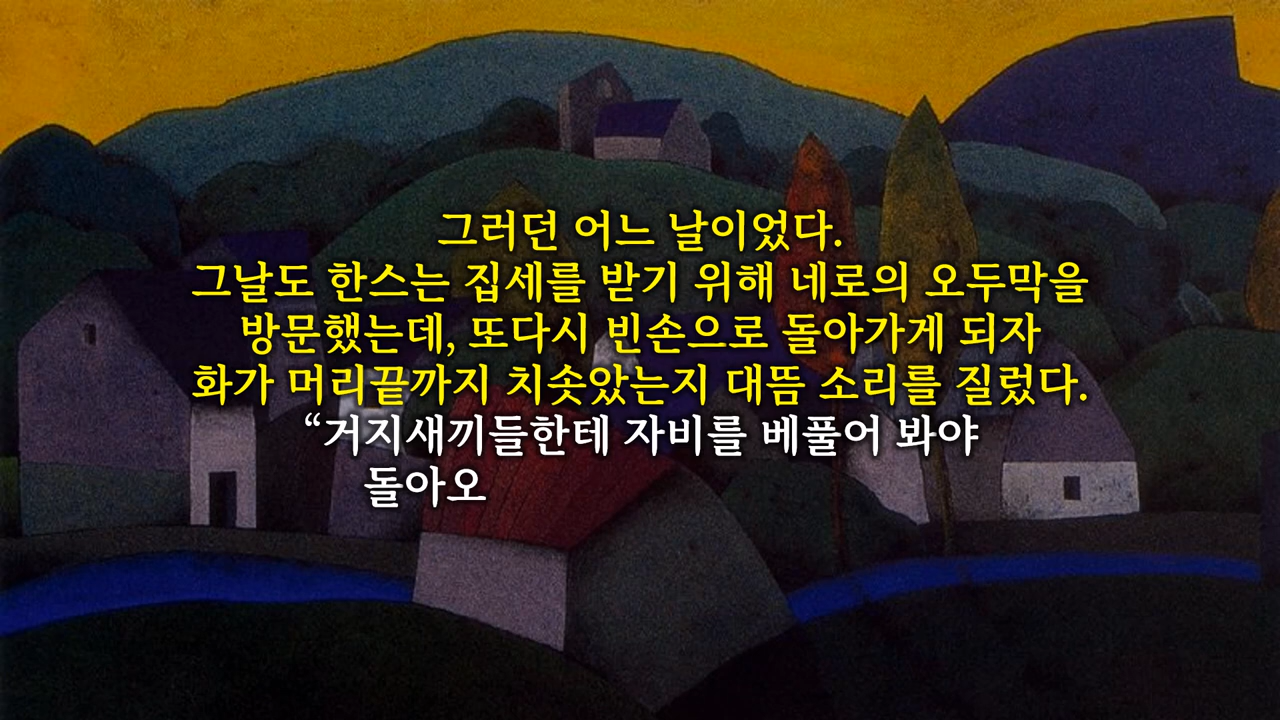 그러던 어느 날이었다.
그날도 한스는 집세를 받기 위해 네로의 오두막을
방문했는데, 또다시 빈손으로 돌아가게 되자
화가 머리끝까지 치솟았는지 대뜸 소리를 질렀다.
“거지새끼들한테 자비를 베풀어 봐야
돌아오